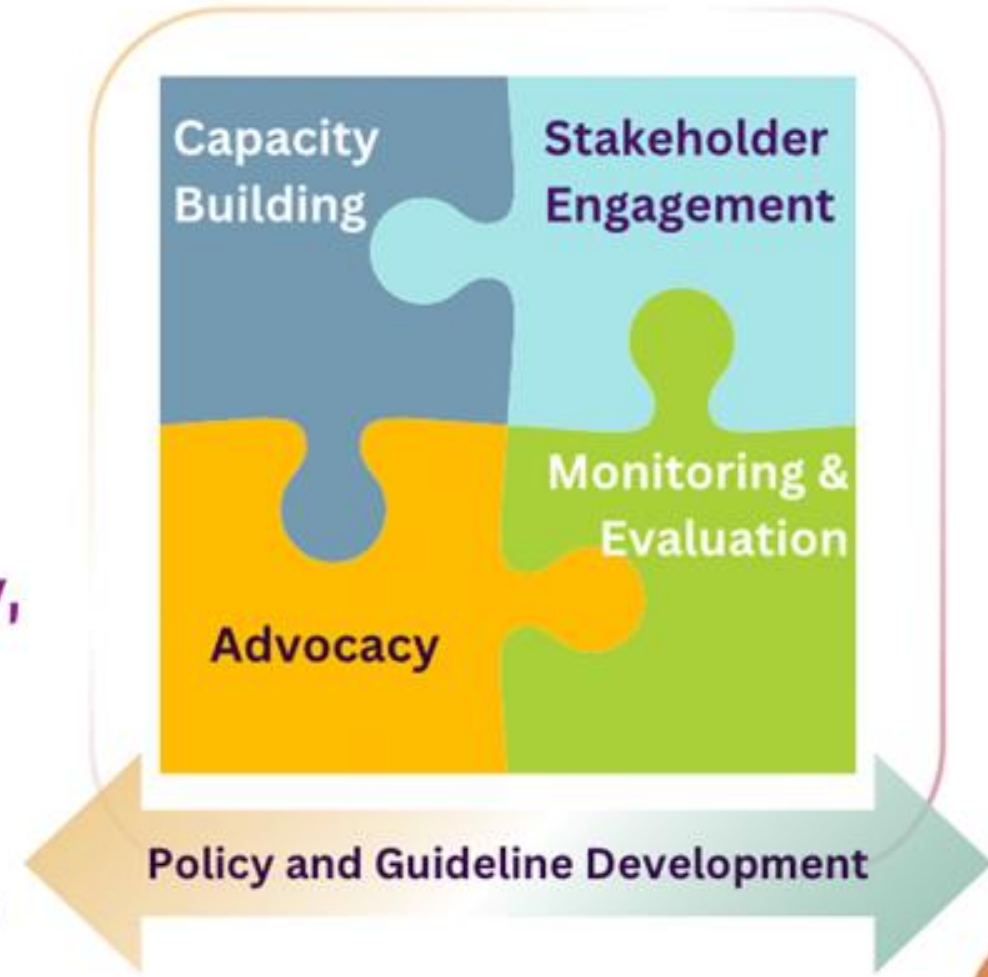 Capacity
Building
Stakeholder
Engagement
Monitoring &
Evaluation
Advocacy
Policy and Guideline Development